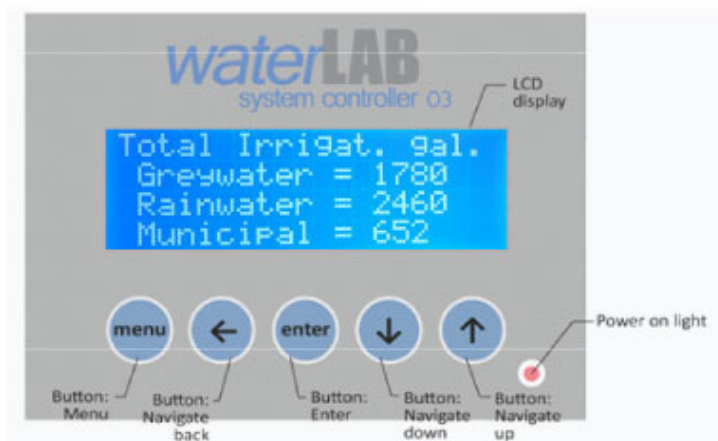 waterLAB
system controller 03
LCD
display
Total Irrigat. gal.
Greywater = 1780
Rainwater = 2460
Municipal = 652
menu
enter
Power on light
Button:
Menu
Button:
Navigate
back
Button:
Enter
Button:
Navigate
down
Button:
Navigate
up